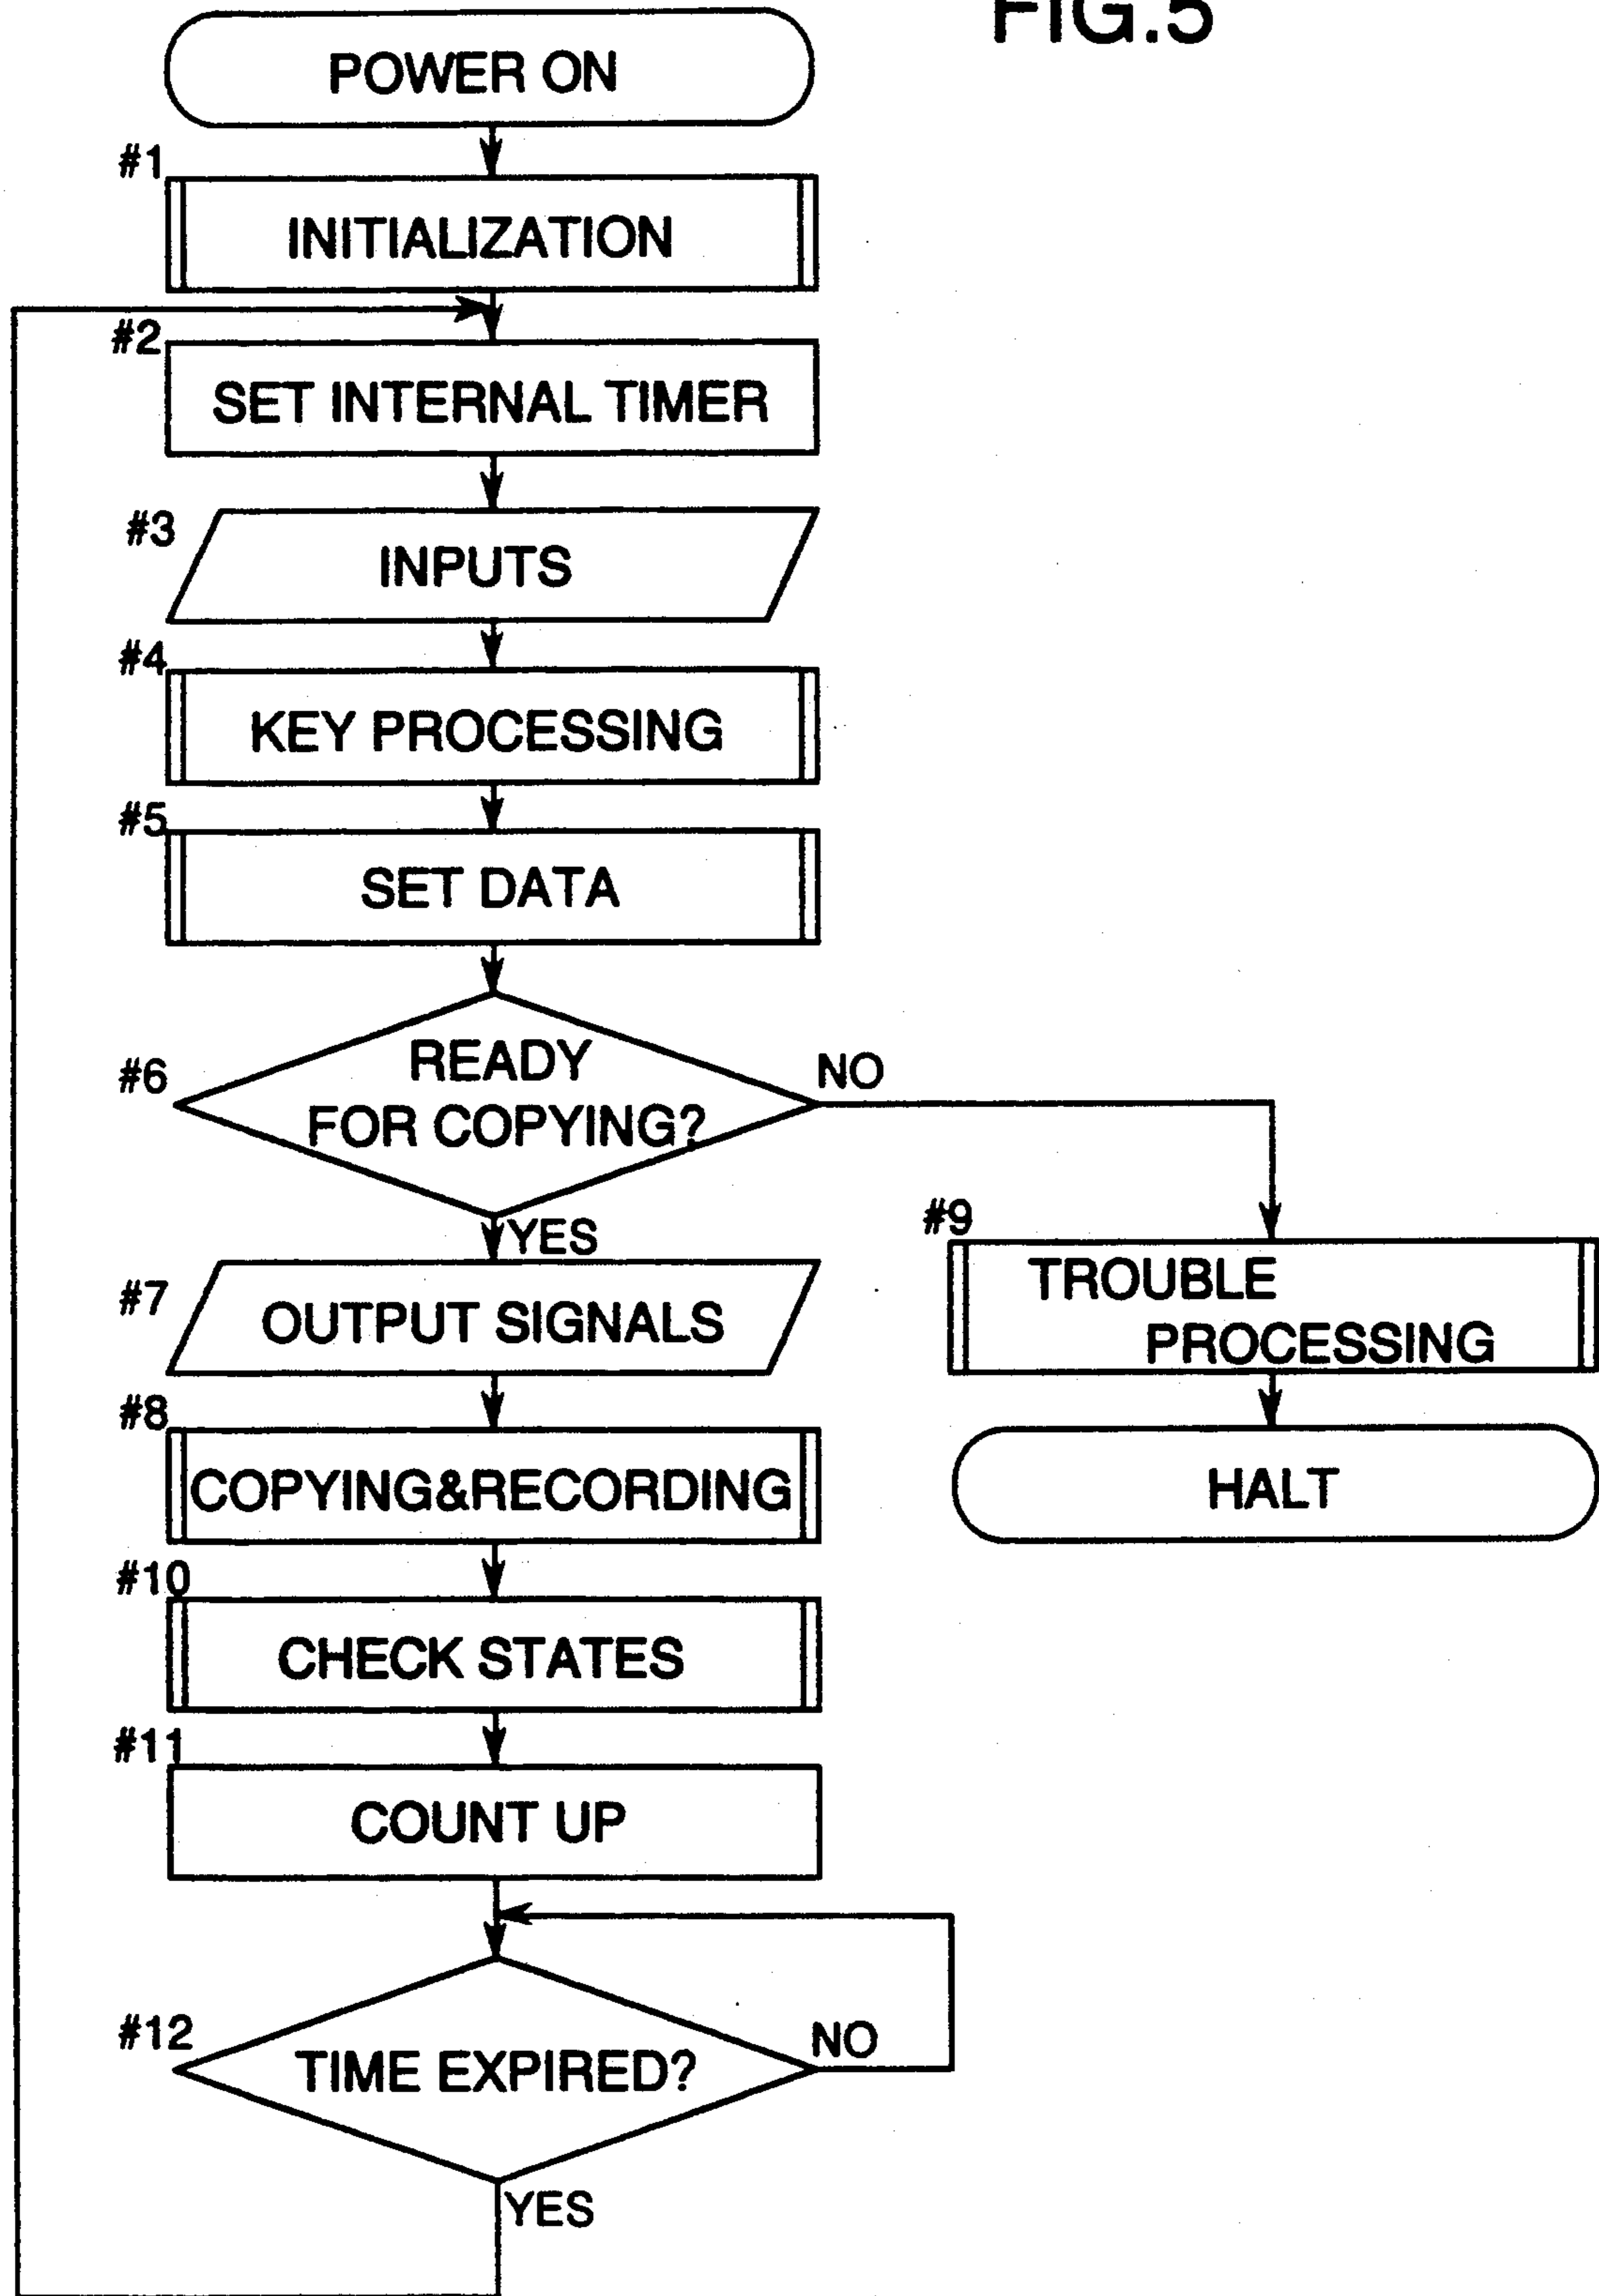 FIG.5
POWER ON
#1
INITIALIZATION
#2
SET INTERNAL TIMER
#3
INPUTS
#4
KEY PROCESSING
#5
SET DATA
#6
READY
FOR COPYING?
NO
YES
#7
OUTPUT SIGNALS
#9
TROUBLE
PROCESSING
#8
COPYING&RECORDING
HALT
#10
CHECK STATES
#11
COUNT UP
#12
TIME EXPIRED?
NO
YES